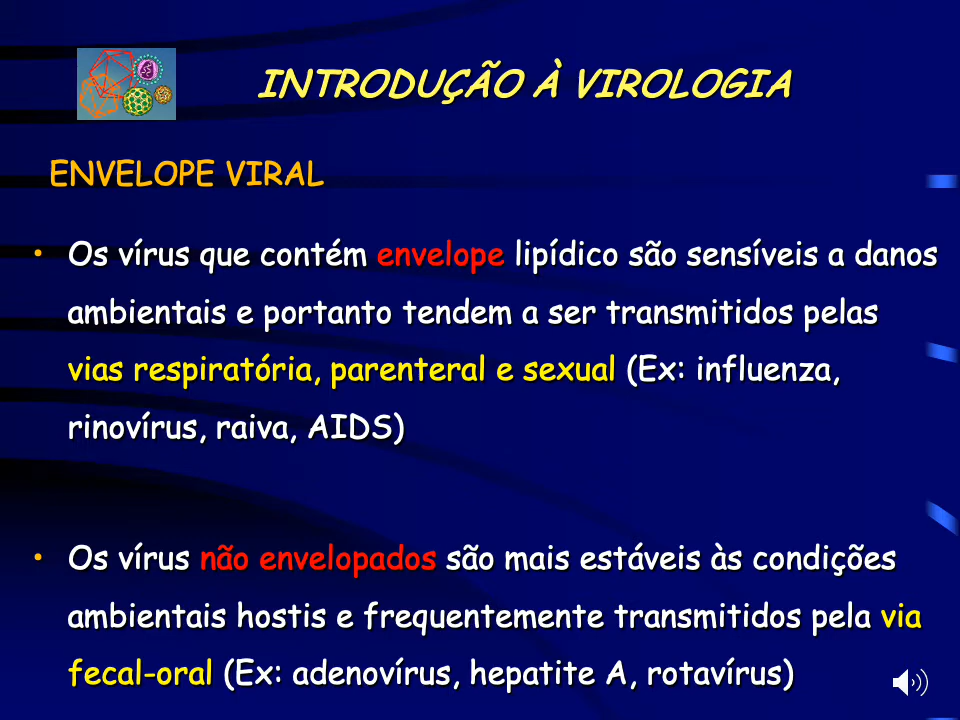 INTRODUÇÃO À VIROLOGIA
ENVELOPE VIRAL
• Os vírus que contém envelope lipídico são sensíveis a danos
ambientais e portanto tendem a ser transmitidos pelas
vias respiratória, parenteral e sexual (Ex: influenza,
rinovírus, raiva, AIDS)
• Os vírus não envelopados são mais estáveis às condições
ambientais hostis e frequentemente transmitidos pela via
fecal-oral (Ex: adenovírus, hepatite A, rotavírus)